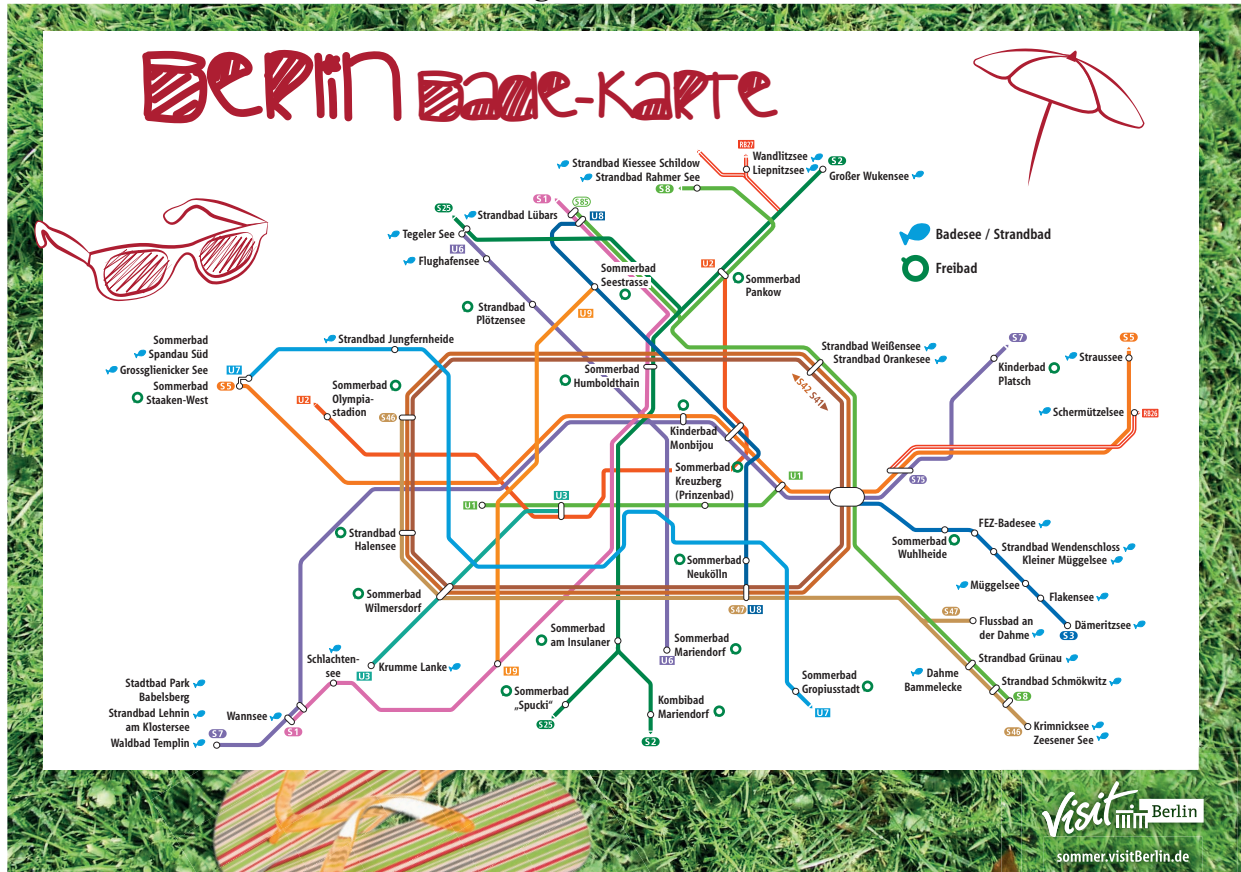 Berlin Bade-Karte
Badesee / Strandbad
Freibad
Strandbad Kiessee Schildow
Strandbad Rahmer See
S8
RB27
Wandlitzsee
Liepnitzsee
S2
Großer Wukensee
S1
S85
U8
S25
Strandbad Lübars
Tegeler See
U6
Flughafensee
Strandbad
Plötzensee
Sommerbad
Seestrasse
U9
U2
Sommerbad
Pankow
Sommerbad
Spandau Süd
Grossglienicker See
Sommerbad
Staaken-West
U7
S5
Strandbad Jungfernheide
Sommerbad
Olympia-
stadion
U2
S46
Sommerbad
Humboldthain
Kinderbad
Monbijou
Sommerbad
Kreuzberg
(Prinzenbad)
Strandbad Weißensee
Strandbad Orankesee
S42 S41
S7
Kinderbad
Platsch
S5
Straussee
Schermützelsee
RB26
S75
U1
U1
U3
Strandbad
Halensee
Sommerbad
Wilmersdorf
Sommerbad
Neukölln
S47
U8
Sommerbad
Wuhlheide
FEZ-Badesee
Strandbad Wendenschloss
Kleiner Müggelsee
Müggelsee
Flakensee
Dämeritzsee
S3
S47
Flussbad an
der Dahme
Strandbad Grünau
Dahme
Bammelecke
Strandbad Schmökwitz
S8
S46
Krimnicksee
Zeesener See
Sommerbad
am Insulaner
Sommerbad
Mariendorf
U6
Sommerbad
„Spucki“
S25
Kombibad
Mariendorf
S2
Sommerbad
Gropiusstadt
U7
Schlachten-
see
Krumme Lanke
U3
U9
Stadtbad Park
Babelsberg
Strandbad Lehnin
am Klostersee
Waldbad Templin
S7
Wannsee
S1
Visit Berlin
sommer.visitBerlin.de